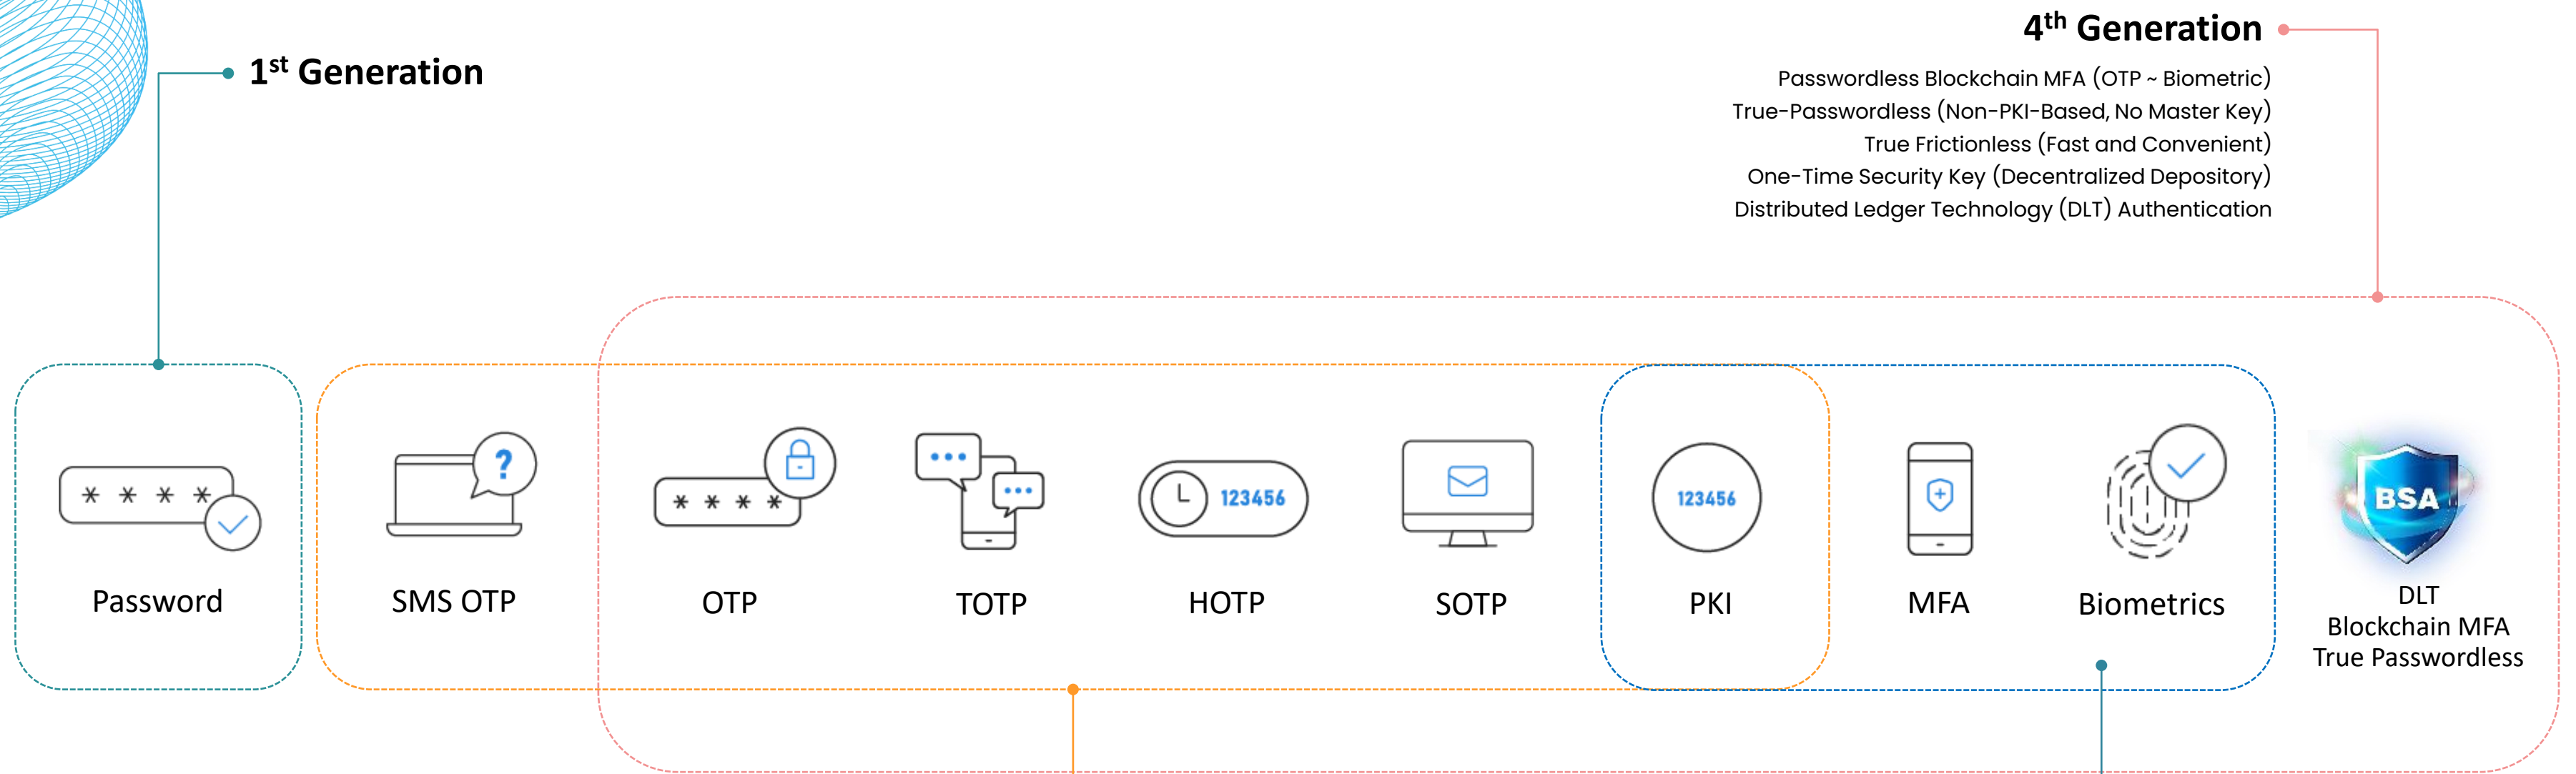 1st Generation
4th Generation
Passwordless Blockchain MFA (OTP ~ Biometric)
True-Passwordless (Non-PKI-Based, No Master Key)
True Frictionless (Fast and Convenient)
One-Time Security Key (Decentralized Depository)
Distributed Ledger Technology (DLT) Authentication
* * * *
?
* * * *
123456
123456
BSA
Password
SMS OTP
OTP
TOTP
HOTP
SOTP
PKI
MFA
Biometrics
DLT
Blockchain MFA
True Passwordless